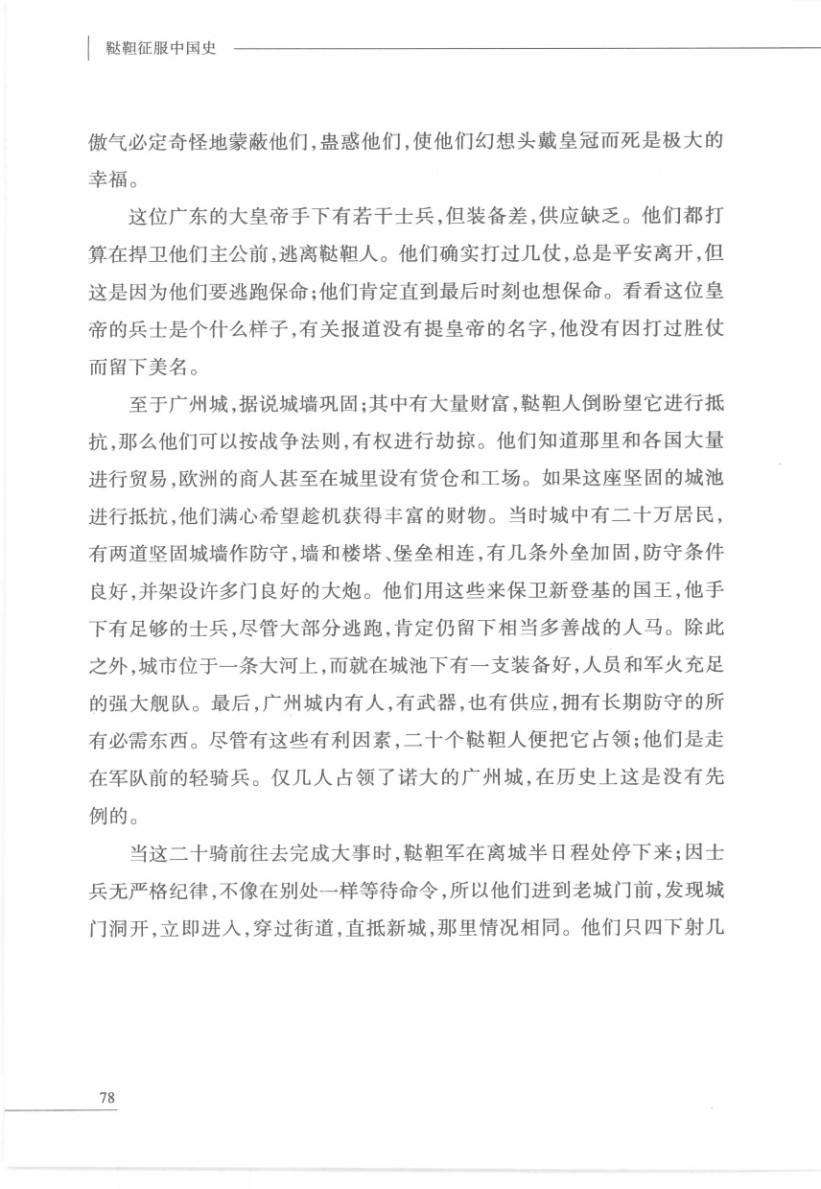 鞑靼征服中国史
傲气必定奇怪地蒙蔽他们,蛊惑他们,使他们幻想头戴皇冠而死是极大的
幸福。
这位广东的大皇帝手下有若干士兵,但装备差,供应缺乏。他们都打
算在捍卫他们主公前,逃离鞑靼人。他们确实打过几仗,总是平安离开,但
这是因为他们要逃跑保命;他们肯定直到最后时刻也想保命。看看这位皇
帝的兵士是个什么样子,有关报道没有提皇帝的名字,他没有因打过胜仗
而留下美名。
至于广州城,据说城墙巩固;其中有大量财富,鞑靼人倒盼望它进行抵
抗,那么他们可以按战争法则,有权进行劫掠。他们知道那里和各国大量
进行贸易,欧洲的商人甚至在城里设有货仓和工场。如果这座坚固的城池
进行抵抗,他们满心希望趁机获得丰富的财物。当时城中有二十万居民,
有两道坚固城墙作防守,墙和楼塔、堡垒相连,有几条外垒加固,防守条件
良好,并架设许多门良好的大炮。他们用这些来保卫新登基的国王,他手
下有足够的士兵,尽管大部分逃跑,肯定仍留下相当多善战的人马。除此
之外,城市位于一条大河上,而就在城池下有一支装备好,人员和军火充足
的强大舰队。最后,广州城内有人,有武器,也有供应,拥有长期防守的所
有必需东西。尽管有这些有利因素,二十个鞑靼人便把它占领;他们是走
在军队前的轻骑兵。仅几人占领了诺大的广州城,在历史上这是没有先
例的。
当这二十骑前往去完成大事时,鞑靼军在离城半日程处停下来;因士
兵无严格纪律,不像在别处一样等待命令,所以他们进到老城门前,发现城
门洞开,立即进入,穿过街道,直抵新城,那里情况相同。他们只四下射几
78